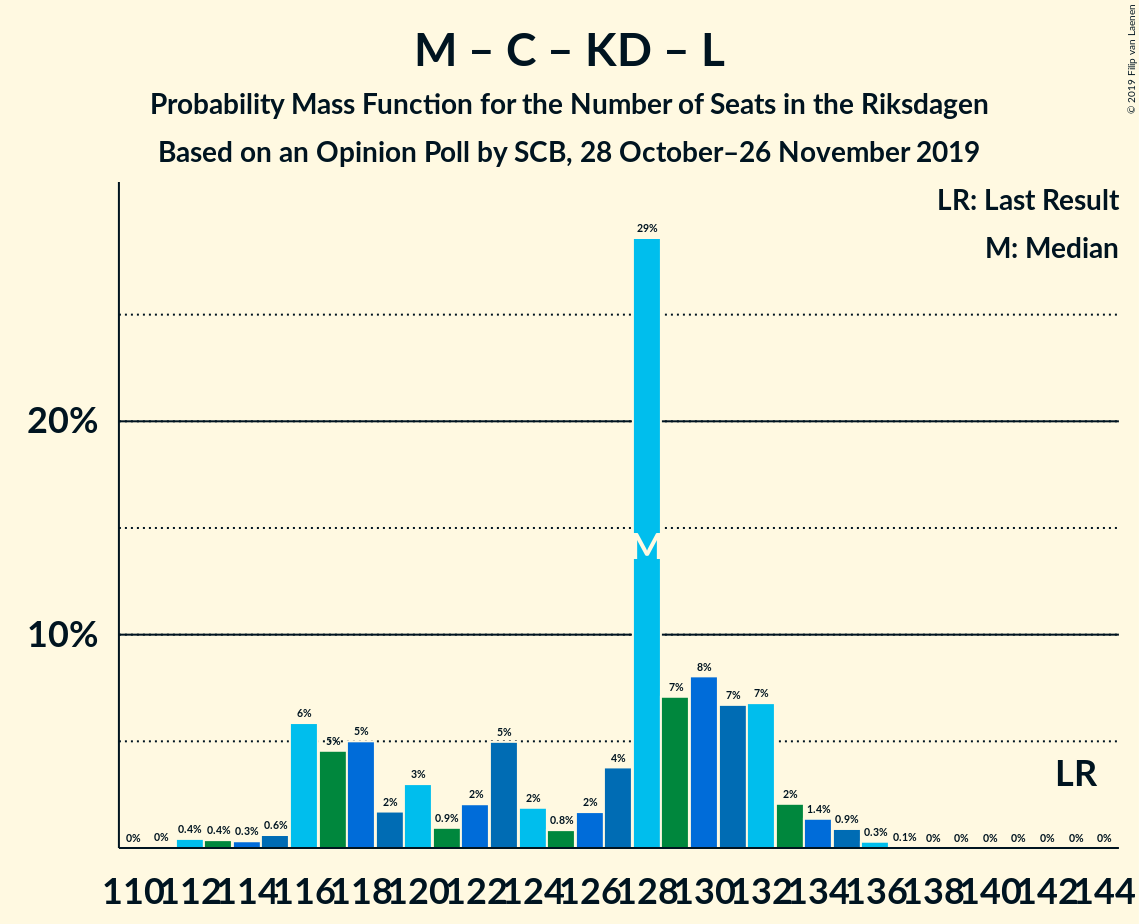 © 2019 Filip van Laenen
M – C – KD – L
Probability Mass Function for the Number of Seats in the Riksdagen
Based on an Opinion Poll by SCB, 28 October–26 November 2019
LR: Last Result
M: Median
20%
10%
0% 0% 0.4% 0.4% 0.3% 0.6% 6% 5% 5% 2% 3% 0.9% 2% 5% 2% 0.8% 2% 4% 29% 7% 8% 7% 7% 2% 1.4% 0.9% 0.3% 0.1% 0% 0% 0% 0% 0% 0% 0%
M
LR
110 112 114 116 118 120 122 124 126 128 130 132 134 136 138 140 142 144